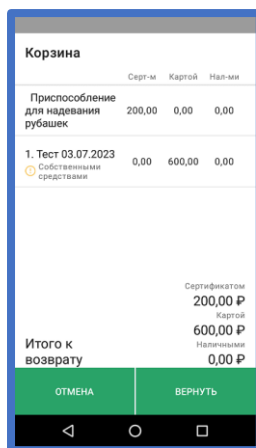 Корзина
Серт-м Картой Нал-ми
Приспособление
для надевания 200,00 0,00 0,00
рубашек
1. Тест 03.07.2023 0,00 600,00 0,00
Собственными
средствами
Сертификатом
200,00 ₽
Картой
600,00 ₽
Итого к Наличными
возврату 0,00 ₽
ОТМЕНА ВЕРНУТЬ